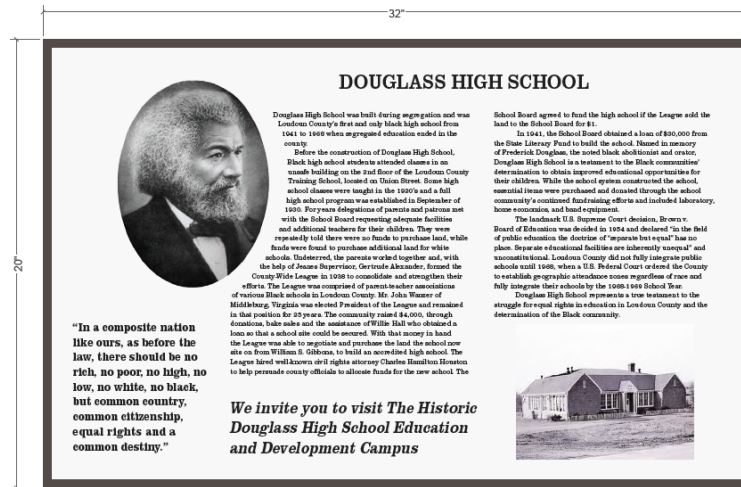 32"
20"
DOUGLASS HIGH SCHOOL
Douglass High School was built during segregation and was
Loudoun County's first and only black high school from
1941 to 1968 when segregated education ended in the
county.
Before the construction of Douglass High School,
Black high school students attended classes in an
unsafe building on the 2nd floor of the Loudoun County
Training School, located on Union Street. Some high
school classes were taught in the 1920's and a full
high school program was established in September of
1930. For years delegations of parents and patrons met
with the School Board requesting adequate facilities
and additional teachers for their children. They were
repeatedly told there were no funds to purchase land, while
funds were found to purchase additional land for white
schools. Undeterred, the parents worked together and, with
the help of Jeanes Supervisor, Gertrude Alexander, formed the
County-Wide League in 1938 to consolidate and strengthen their
efforts. The League was comprised of parent-teacher associations
of various Black schools in Loudoun County. Mr. John Wanzer of
Middleburg, Virginia was elected President of the League and remained
in that position for 25 years. The community raised $4,000, through
donations, bake sales and the assistance of Willie Hall who obtained a
loan so that a school site could be secured. With that money in hand
the League was able to negotiate and purchase the land the school now
sits on from William S. Gibbons, to build an accredited high school. The
League hired well-known civil rights attorney Charles Hamilton Houston
to help persuade county officials to allocate funds for the new school. The
School Board agreed to fund the high school if the League sold the
land to the School Board for $1.
In 1941, the School Board obtained a loan of $30,000 from
the State Literary Fund to build the school. Named in memory
of Frederick Douglass, the noted black abolitionist and orator,
Douglass High School is a testament to the Black communities'
determination to obtain improved educational opportunities for
their children. While the school system constructed the school,
essential items were purchased and donated through the school
community's continued fundraising efforts and included laboratory,
home economics, and band equipment.
The landmark U.S. Supreme Court decision, Brown v.
Board of Education was decided in 1954 and declared "in the field
of public education the doctrine of "separate but equal" has no
place. Separate educational facilities are inherently unequal" and
unconstitutional. Loudoun County did not fully integrate public
schools until 1968, when a U.S. Federal Court ordered the County
to establish geographic attendance zones regardless of race and
fully integrate their schools by the 1968-1969 School Year.
Douglass High School represents a true testament to the
struggle for equal rights in education in Loudoun County and the
determination of the Black community.
"In a composite nation
like ours, as before the
law, there should be no
rich, no poor, no high, no
low, no white, no black,
but common country,
common citizenship,
equal rights and a
common destiny."
We invite you to visit The Historic
Douglass High School Education
and Development Campus